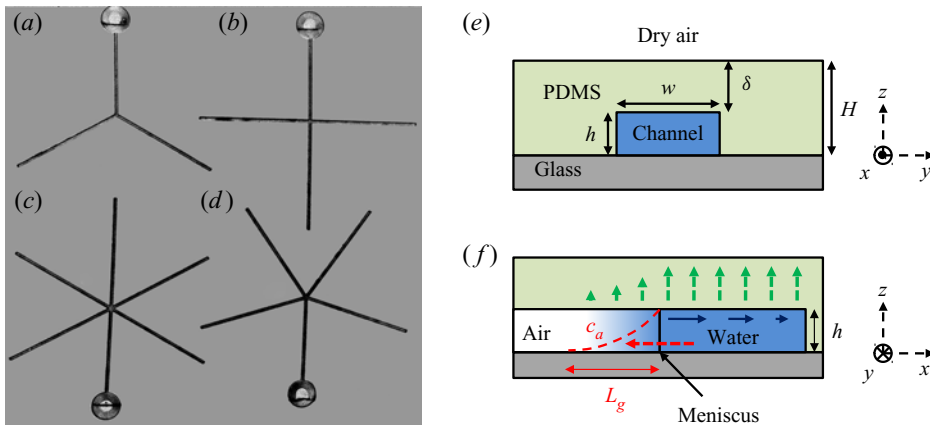 (a)
(b)
(c)
(d)
(e)
Dry air
PDMS
w
δ
h
Channel
H
Glass
z
x
y
(f)
Air
c_a
Water
h
L_g
Meniscus
z
y
x